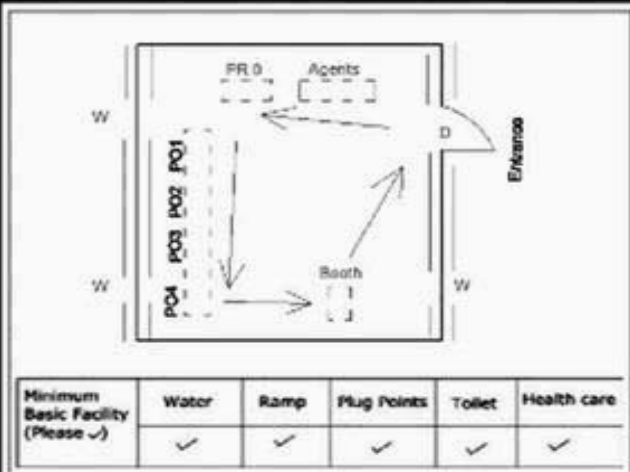 PR 0 Agents
W
D
Entrance
PO1
PO2
PO3
PO4
W
Booth
W
Minimum Basic Facility (Please ✓) Water Ramp Plug Points Toilet Health care
✓ ✓ ✓ ✓ ✓